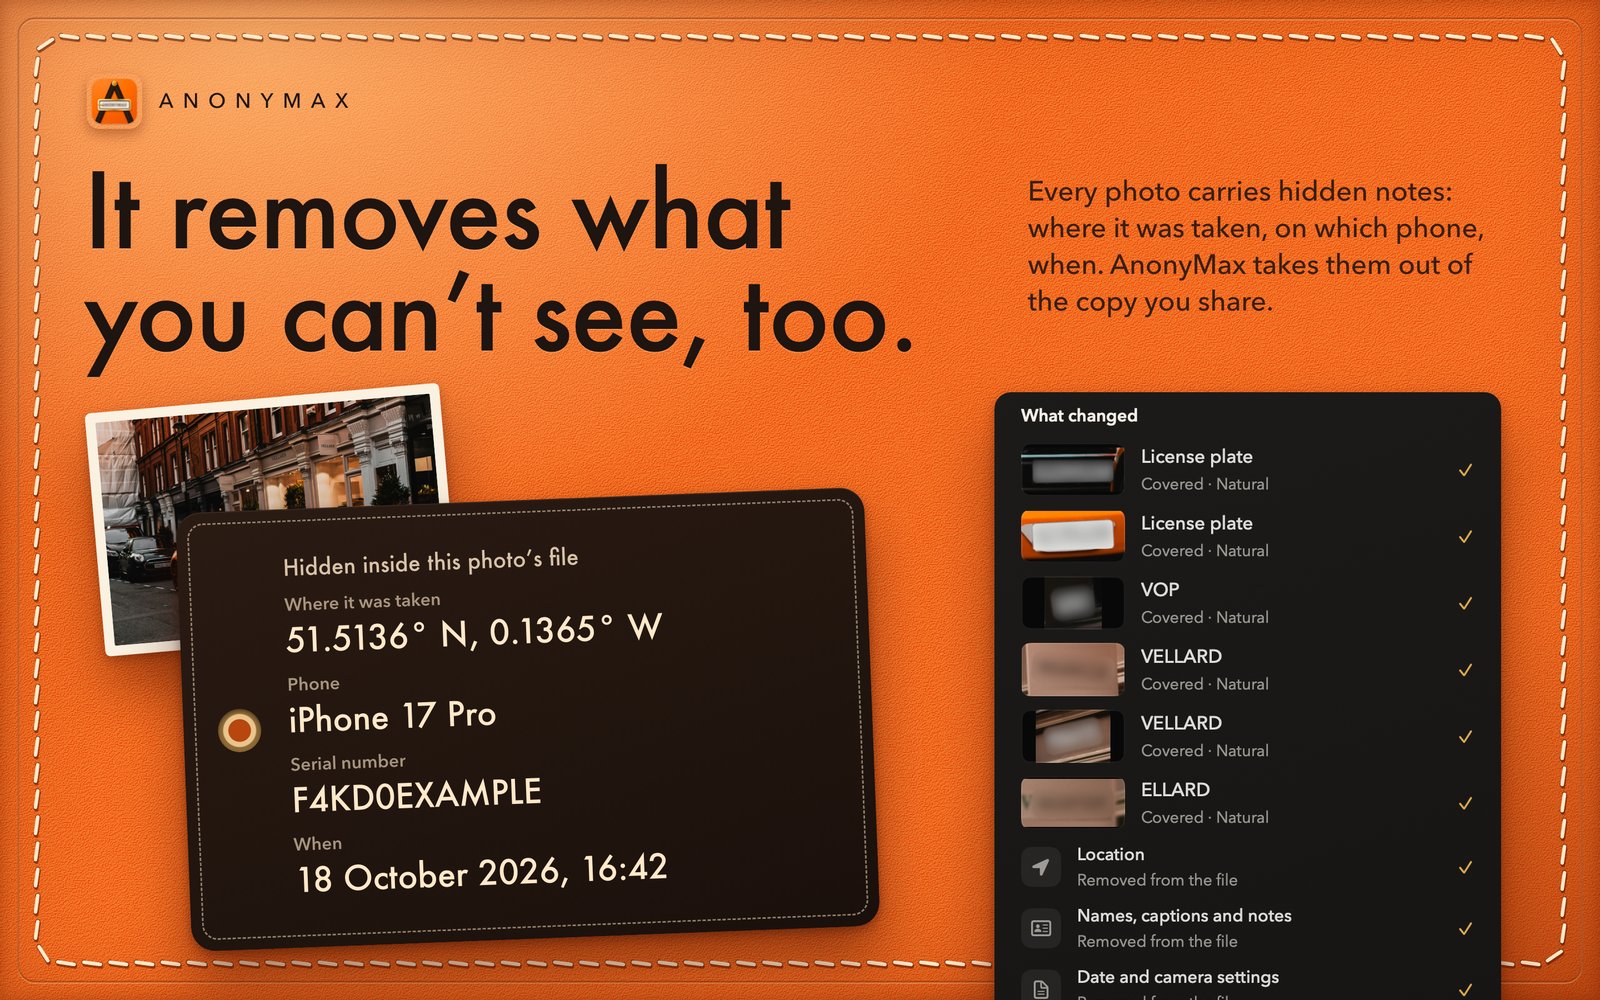 ANONYMAX
It removes what
you can’t see, too.
Every photo carries hidden notes:
where it was taken, on which phone,
when. AnonyMax takes them out of
the copy you share.
Hidden inside this photo’s file
Where it was taken
51.5136° N, 0.1365° W
Phone
iPhone 17 Pro
Serial number
F4KD0EXAMPLE
When
18 October 2026, 16:42
What changed
License plate
Covered · Natural
License plate
Covered · Natural
VOP
Covered · Natural
VELLARD
Covered · Natural
VELLARD
Covered · Natural
ELLARD
Covered · Natural
Location
Removed from the file
Names, captions and notes
Removed from the file
Date and camera settings